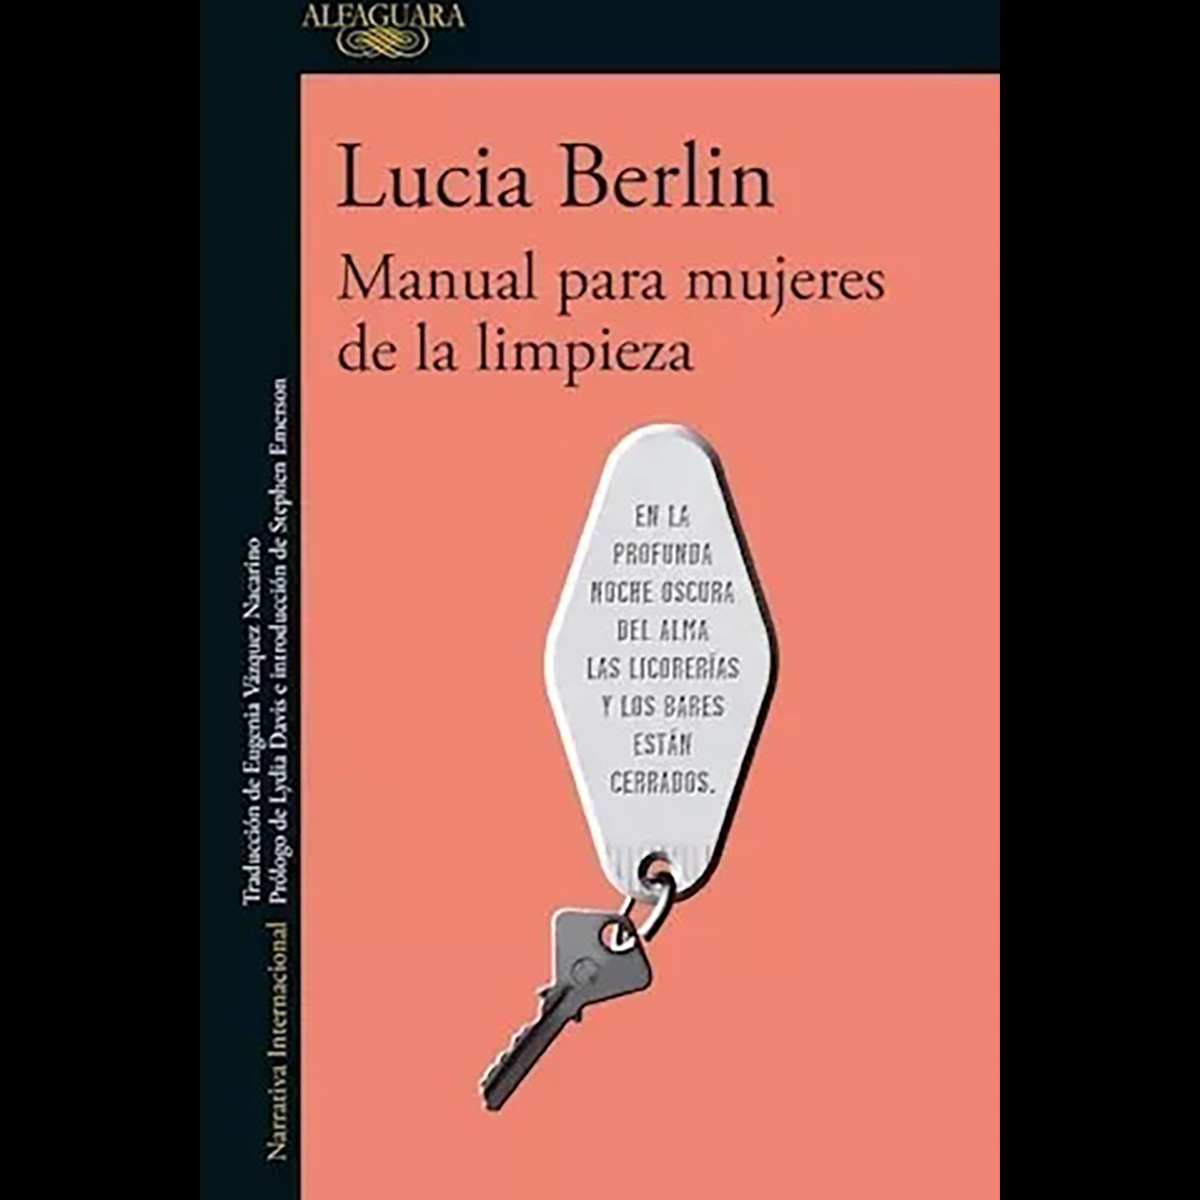 ALFAGUARA
Lucia Berlin
Manual para mujeres
de la limpieza
EN LA
PROFUNDA
NOCHE OSCURA
DEL ALMA
LAS LICORERÍAS
Y LOS BARES
ESTÁN
CERRADOS.
Traducción de Eugenia Vázquez Nacarino
Prólogo de Lydia Davis e introducción de Stephen Emerson
Narrativa Internacional